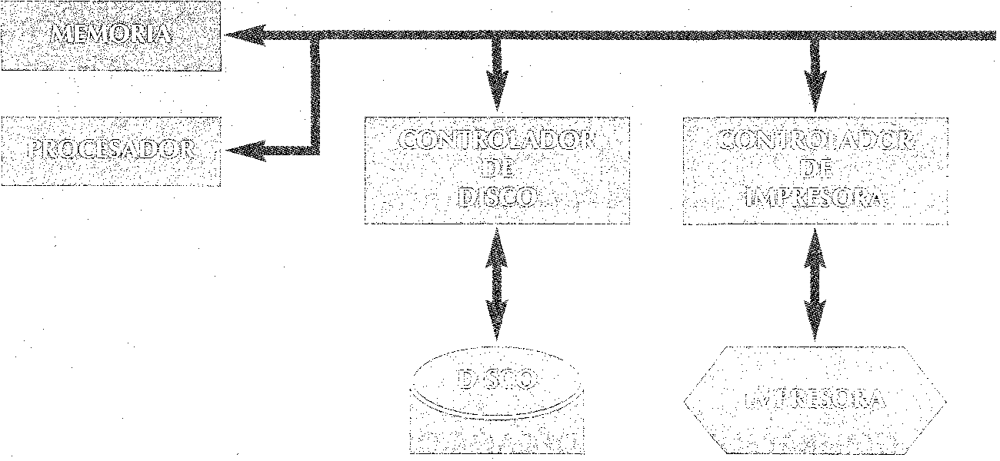 MEMORIA
PROCESADOR
CONTROLADOR
DE
DISCO
CONTROLADOR
DE
IMPRESORA
DISCO
IMPRESORA